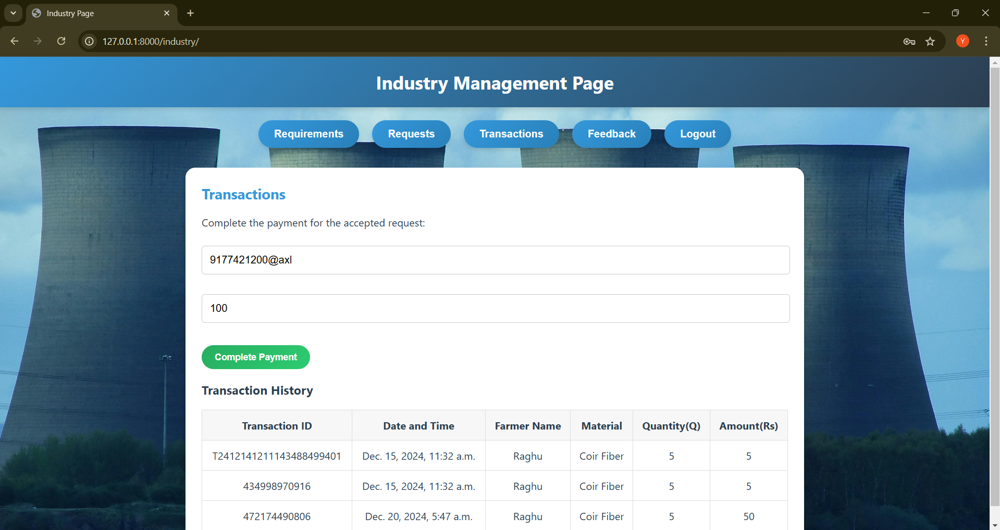 Industry Page
127.0.0.1:8000/industry/
Y
Industry Management Page
Requirements Requests Transactions Feedback Logout
Transactions
Complete the payment for the accepted request:
9177421200@axl
100
Complete Payment
Transaction History
Transaction ID Date and Time Farmer Name Material Quantity(Q) Amount(Rs)
T2412141211143488499401 Dec. 15, 2024, 11:32 a.m. Raghu Coir Fiber 5 5
434998970916 Dec. 15, 2024, 11:32 a.m. Raghu Coir Fiber 5 5
472174490806 Dec. 20, 2024, 5:47 a.m. Raghu Coir Fiber 5 50